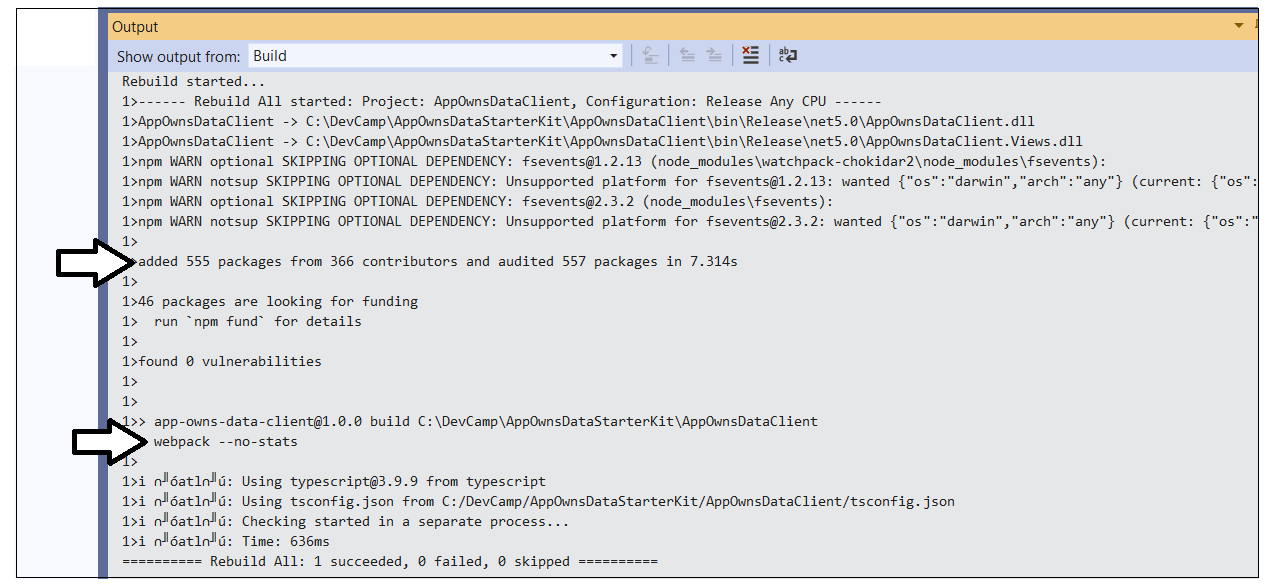 Output
Show output from: Build
Rebuild started...
1>------ Rebuild All started: Project: AppOwnsDataClient, Configuration: Release Any CPU ------
1>AppOwnsDataClient -> C:\DevCamp\AppOwnsDataStarterKit\AppOwnsDataClient\bin\Release\net5.0\AppOwnsDataClient.dll
1>AppOwnsDataClient -> C:\DevCamp\AppOwnsDataStarterKit\AppOwnsDataClient\bin\Release\net5.0\AppOwnsDataClient.Views.dll
1>npm WARN optional SKIPPING OPTIONAL DEPENDENCY: fsevents@1.2.13 (node_modules\watchpack-chokidar2\node_modules\fsevents):
1>npm WARN notsup SKIPPING OPTIONAL DEPENDENCY: Unsupported platform for fsevents@1.2.13: wanted {"os":"darwin","arch":"any"} (current: {"os":
1>npm WARN optional SKIPPING OPTIONAL DEPENDENCY: fsevents@2.3.2 (node_modules\fsevents):
1>npm WARN notsup SKIPPING OPTIONAL DEPENDENCY: Unsupported platform for fsevents@2.3.2: wanted {"os":"darwin","arch":"any"} (current: {"os":"
1>
added 555 packages from 366 contributors and audited 557 packages in 7.314s
1>
1>46 packages are looking for funding
1>  run `npm fund` for details
1>
1>found 0 vulnerabilities
1>
1>
1>> app-owns-data-client@1.0.0 build C:\DevCamp\AppOwnsDataStarterKit\AppOwnsDataClient
webpack --no-stats
1>
1>i ∩╜óatl∩╜ú: Using typescript@3.9.9 from typescript
1>i ∩╜óatl∩╜ú: Using tsconfig.json from C:/DevCamp/AppOwnsDataStarterKit/AppOwnsDataClient/tsconfig.json
1>i ∩╜óatl∩╜ú: Checking started in a separate process...
1>i ∩╜óatl∩╜ú: Time: 636ms
========== Rebuild All: 1 succeeded, 0 failed, 0 skipped ==========